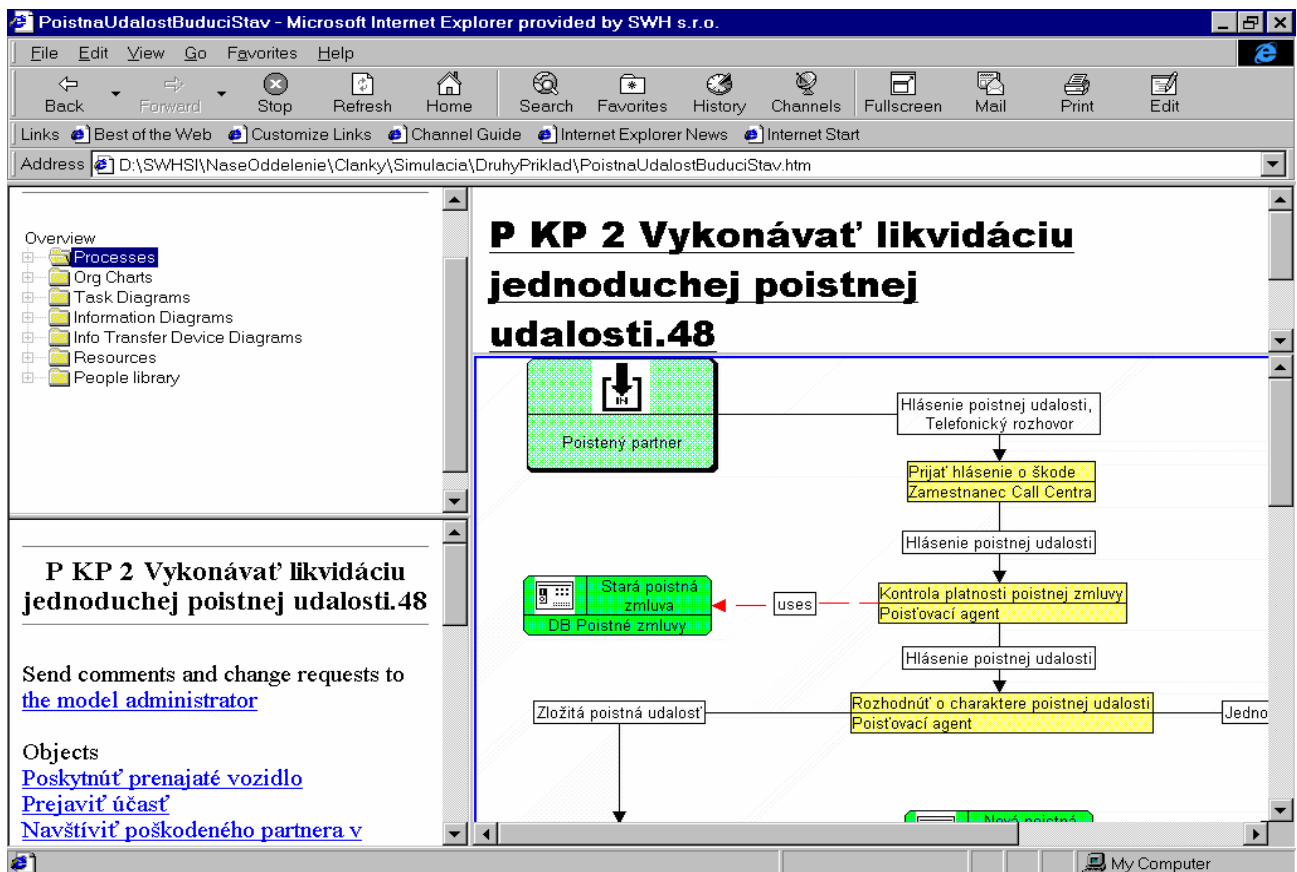 PoistnaUdalostBuduciStav - Microsoft Internet Explorer provided by SWH s.r.o.
File Edit View Go Favorites Help
Back Forward Stop Refresh Home Search Favorites History Channels Fullscreen Mail Print Edit
Links Best of the Web Customize Links Channel Guide Internet Explorer News Internet Start
Address D:\SWHSI\NaseOddelenie\Clanky\Simulacia\DruhyPriklad\PoistnaUdalostBuduciStav.htm
Overview
Processes
Org Charts
Task Diagrams
Information Diagrams
Info Transfer Device Diagrams
Resources
People library
P KP 2 Vykonávať likvidáciu
jednoduchej poistnej udalosti.48
Send comments and change requests to
the model administrator
Objects
Poskytnúť prenajaté vozidlo
Prejaviť účasť
Navštíviť poškodeného partnera v
P KP 2 Vykonávať likvidáciu
jednoduchej poistnej
udalosti.48
IN
Poistený partner
Hlásenie poistnej udalosti,
Telefonický rozhovor
Prijať hlásenie o škode
Zamestnanec Call Centra
Hlásenie poistnej udalosti
Stará poistná
zmluva
DB Poistné zmluvy
uses
Kontrola platnosti poistnej zmluvy
Poisťovací agent
Hlásenie poistnej udalosti
Zložitá poistná udalosť
Rozhodnúť o charaktere poistnej udalosti
Poisťovací agent
Jedno
Nová poistná
My Computer